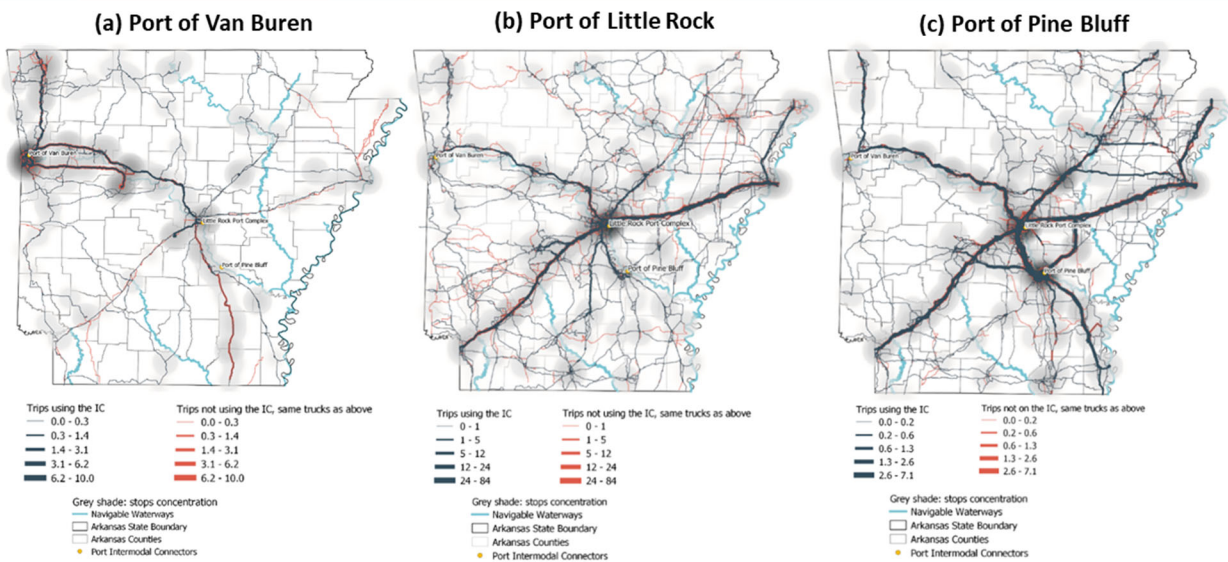 (a) Port of Van Buren
(b) Port of Little Rock
(c) Port of Pine Bluff
Port of Van Buren
Little Rock Port Complex
Port of Pine Bluff
Port of Van Buren
Little Rock Port Complex
Port of Pine Bluff
Port of Van Buren
Little Rock Port Complex
Port of Pine Bluff
Trips using the IC
0.0 - 0.3
0.3 - 1.4
1.4 - 3.1
3.1 - 6.2
6.2 - 10.0
Trips not using the IC, same trucks as above
0.0 - 0.3
0.3 - 1.4
1.4 - 3.1
3.1 - 6.2
6.2 - 10.0
Grey shade: stops concentration
Navigable Waterways
Arkansas State Boundary
Arkansas Counties
Port Intermodal Connectors
Trips using the IC
0 - 1
1 - 5
5 - 12
12 - 24
24 - 84
Trips not using the IC, same trucks as above
0 - 1
1 - 5
5 - 12
12 - 24
24 - 84
Grey shade: stops concentration
Navigable Waterways
Arkansas State Boundary
Arkansas Counties
Port Intermodal Connectors
Trips using the IC
0.0 - 0.2
0.2 - 0.6
0.6 - 1.3
1.3 - 2.6
2.6 - 7.1
Trips not on the IC, same trucks as above
0.0 - 0.2
0.2 - 0.6
0.6 - 1.3
1.3 - 2.6
2.6 - 7.1
Grey shade: stops concentration
Navigable Waterways
Arkansas State Boundary
Arkansas Counties
Port Intermodal Connectors